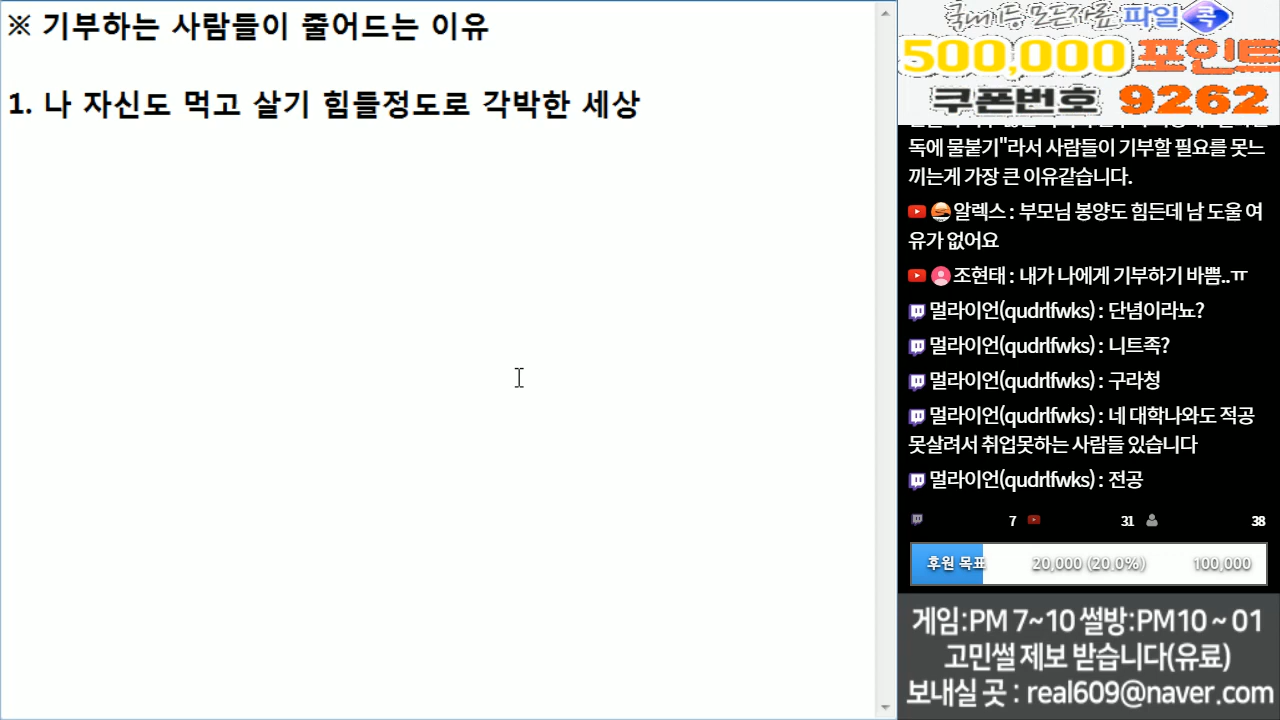 ※ 기부하는 사람들이 줄어드는 이유
1. 나 자신도 먹고 살기 힘들정도로 각박한 세상
국내 1등 모든자료 파일콕
500,000 포인트
쿠폰번호 9262
독에 물붙기"라서 사람들이 기부할 필요를 못느
끼는게 가장 큰 이유같습니다.
알렉스 : 부모님 봉양도 힘든데 남 도울 여
유가 없어요
조현태 : 내가 나에게 기부하기 바쁨..ㅠ
멀라이언(qudrlfwks) : 단념이라뇨?
멀라이언(qudrlfwks) : 니트족?
멀라이언(qudrlfwks) : 구라청
멀라이언(qudrlfwks) : 네 대학나와도 적공
못살려서 취업못하는 사람들 있습니다
멀라이언(qudrlfwks) : 전공
7 31 38
후원 목표 20,000 (20.0%) 100,000
게임:PM 7~10 썰방:PM10 ~ 01
고민썰 제보 받습니다(유료)
보내실 곳 : real609@naver.com